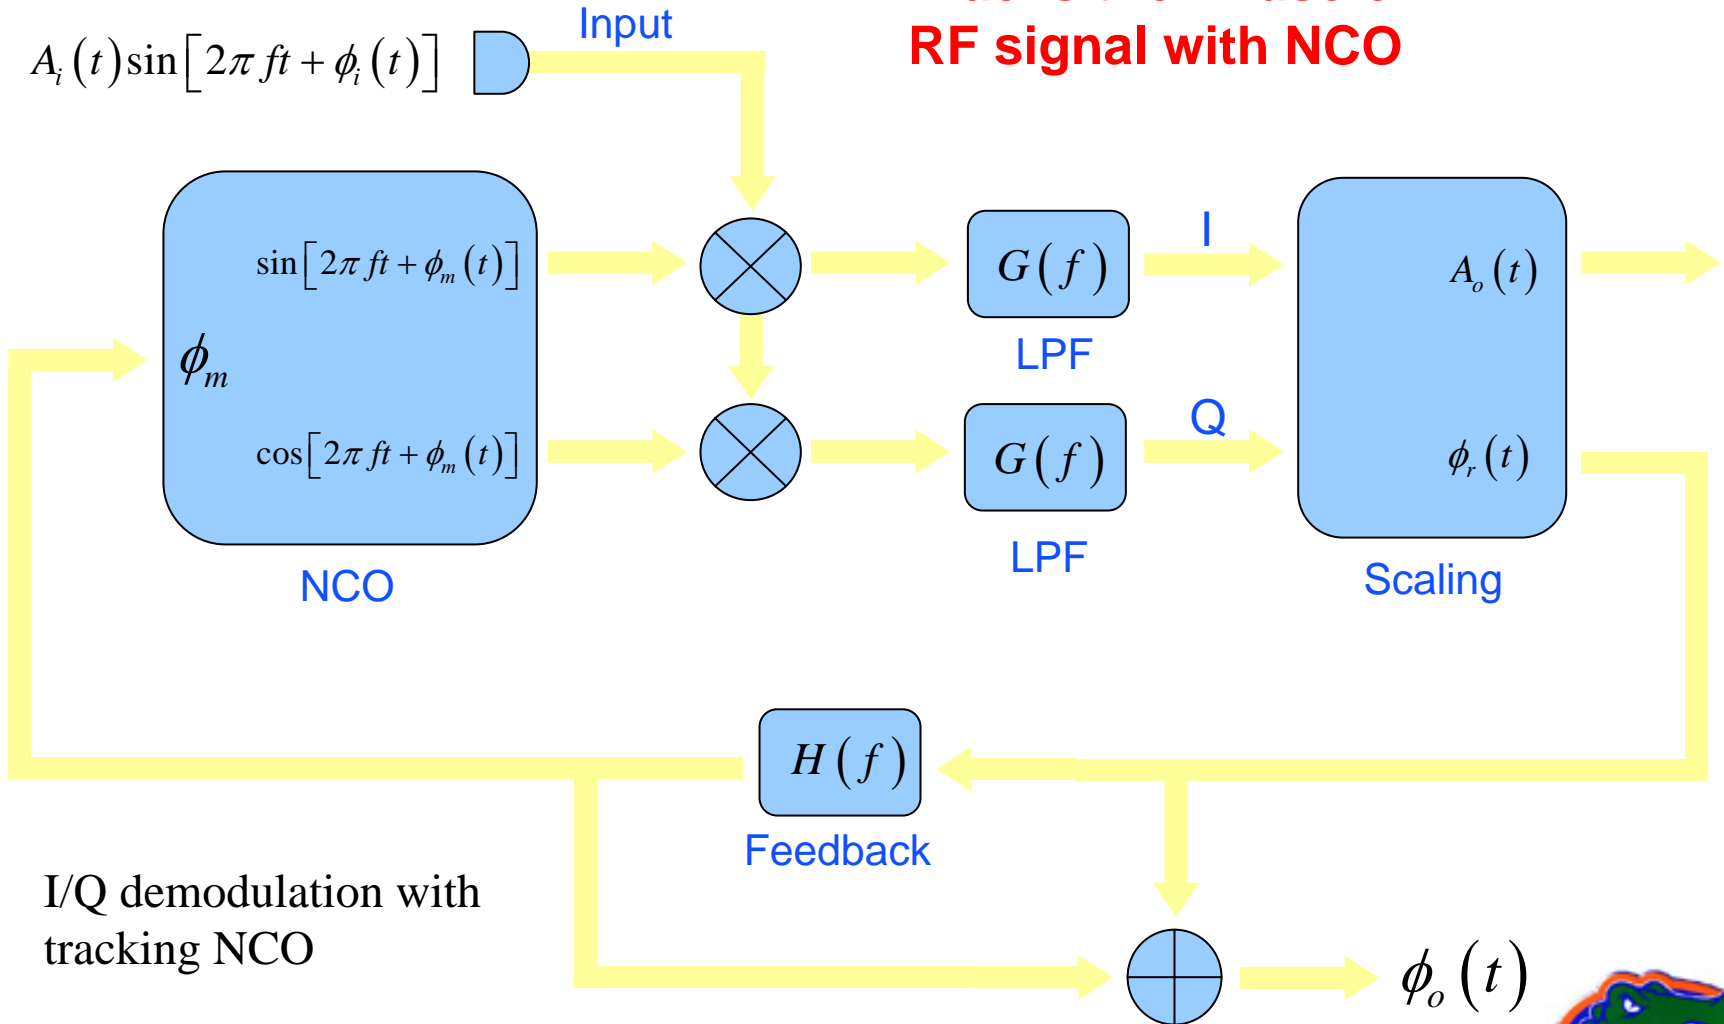 RF signal with NCO
Input
A_i(t)sin[2πft + ϕ_i(t)]
sin[2πft + ϕ_m(t)]
ϕ_m
cos[2πft + ϕ_m(t)]
NCO
G(f)
LPF
G(f)
LPF
I
Q
A_o(t)
ϕ_r(t)
Scaling
H(f)
Feedback
I/Q demodulation with
tracking NCO
ϕ_o(t)